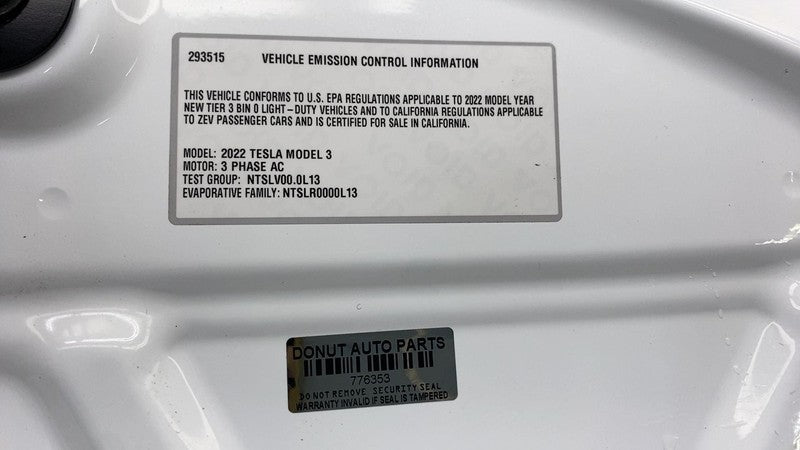 293515 VEHICLE EMISSION CONTROL INFORMATION
THIS VEHICLE CONFORMS TO U.S. EPA REGULATIONS APPLICABLE TO 2022 MODEL YEAR
NEW TIER 3 BIN 0 LIGHT-DUTY VEHICLES AND TO CALIFORNIA REGULATIONS APPLICABLE
TO ZEV PASSENGER CARS AND IS CERTIFIED FOR SALE IN CALIFORNIA.
MODEL: 2022 TESLA MODEL 3
MOTOR: 3 PHASE AC
TEST GROUP: NTSLV00.0L13
EVAPORATIVE FAMILY: NTSLR0000L13
DONUT AUTO PARTS
776353
DO NOT REMOVE SECURITY SEAL
WARRANTY INVALID IF SEAL IS TAMPERED